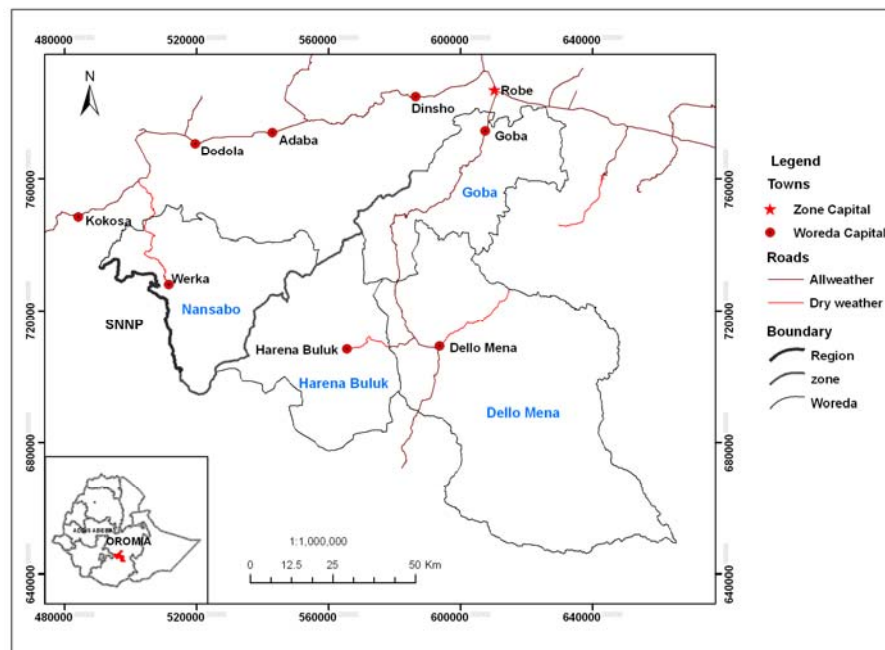 480000 520000 560000 600000 640000
N
Robe
Dinsho
Goba
Adaba
Dodola
Legend
Towns
760000
760000
Goba
Zone Capital
Kokosa
Woreda Capital
Roads
Werka
Allweather
Nansabo
Dry weather
SNNP
720000
720000
Boundary
Harena Buluk
Dello Mena
Region
zone
Harena Buluk
Woreda
Dello Mena
680000
680000
OROMIA
1:1,000,000
0 12.5 25 50 Km
640000
640000
480000 520000 560000 600000 640000